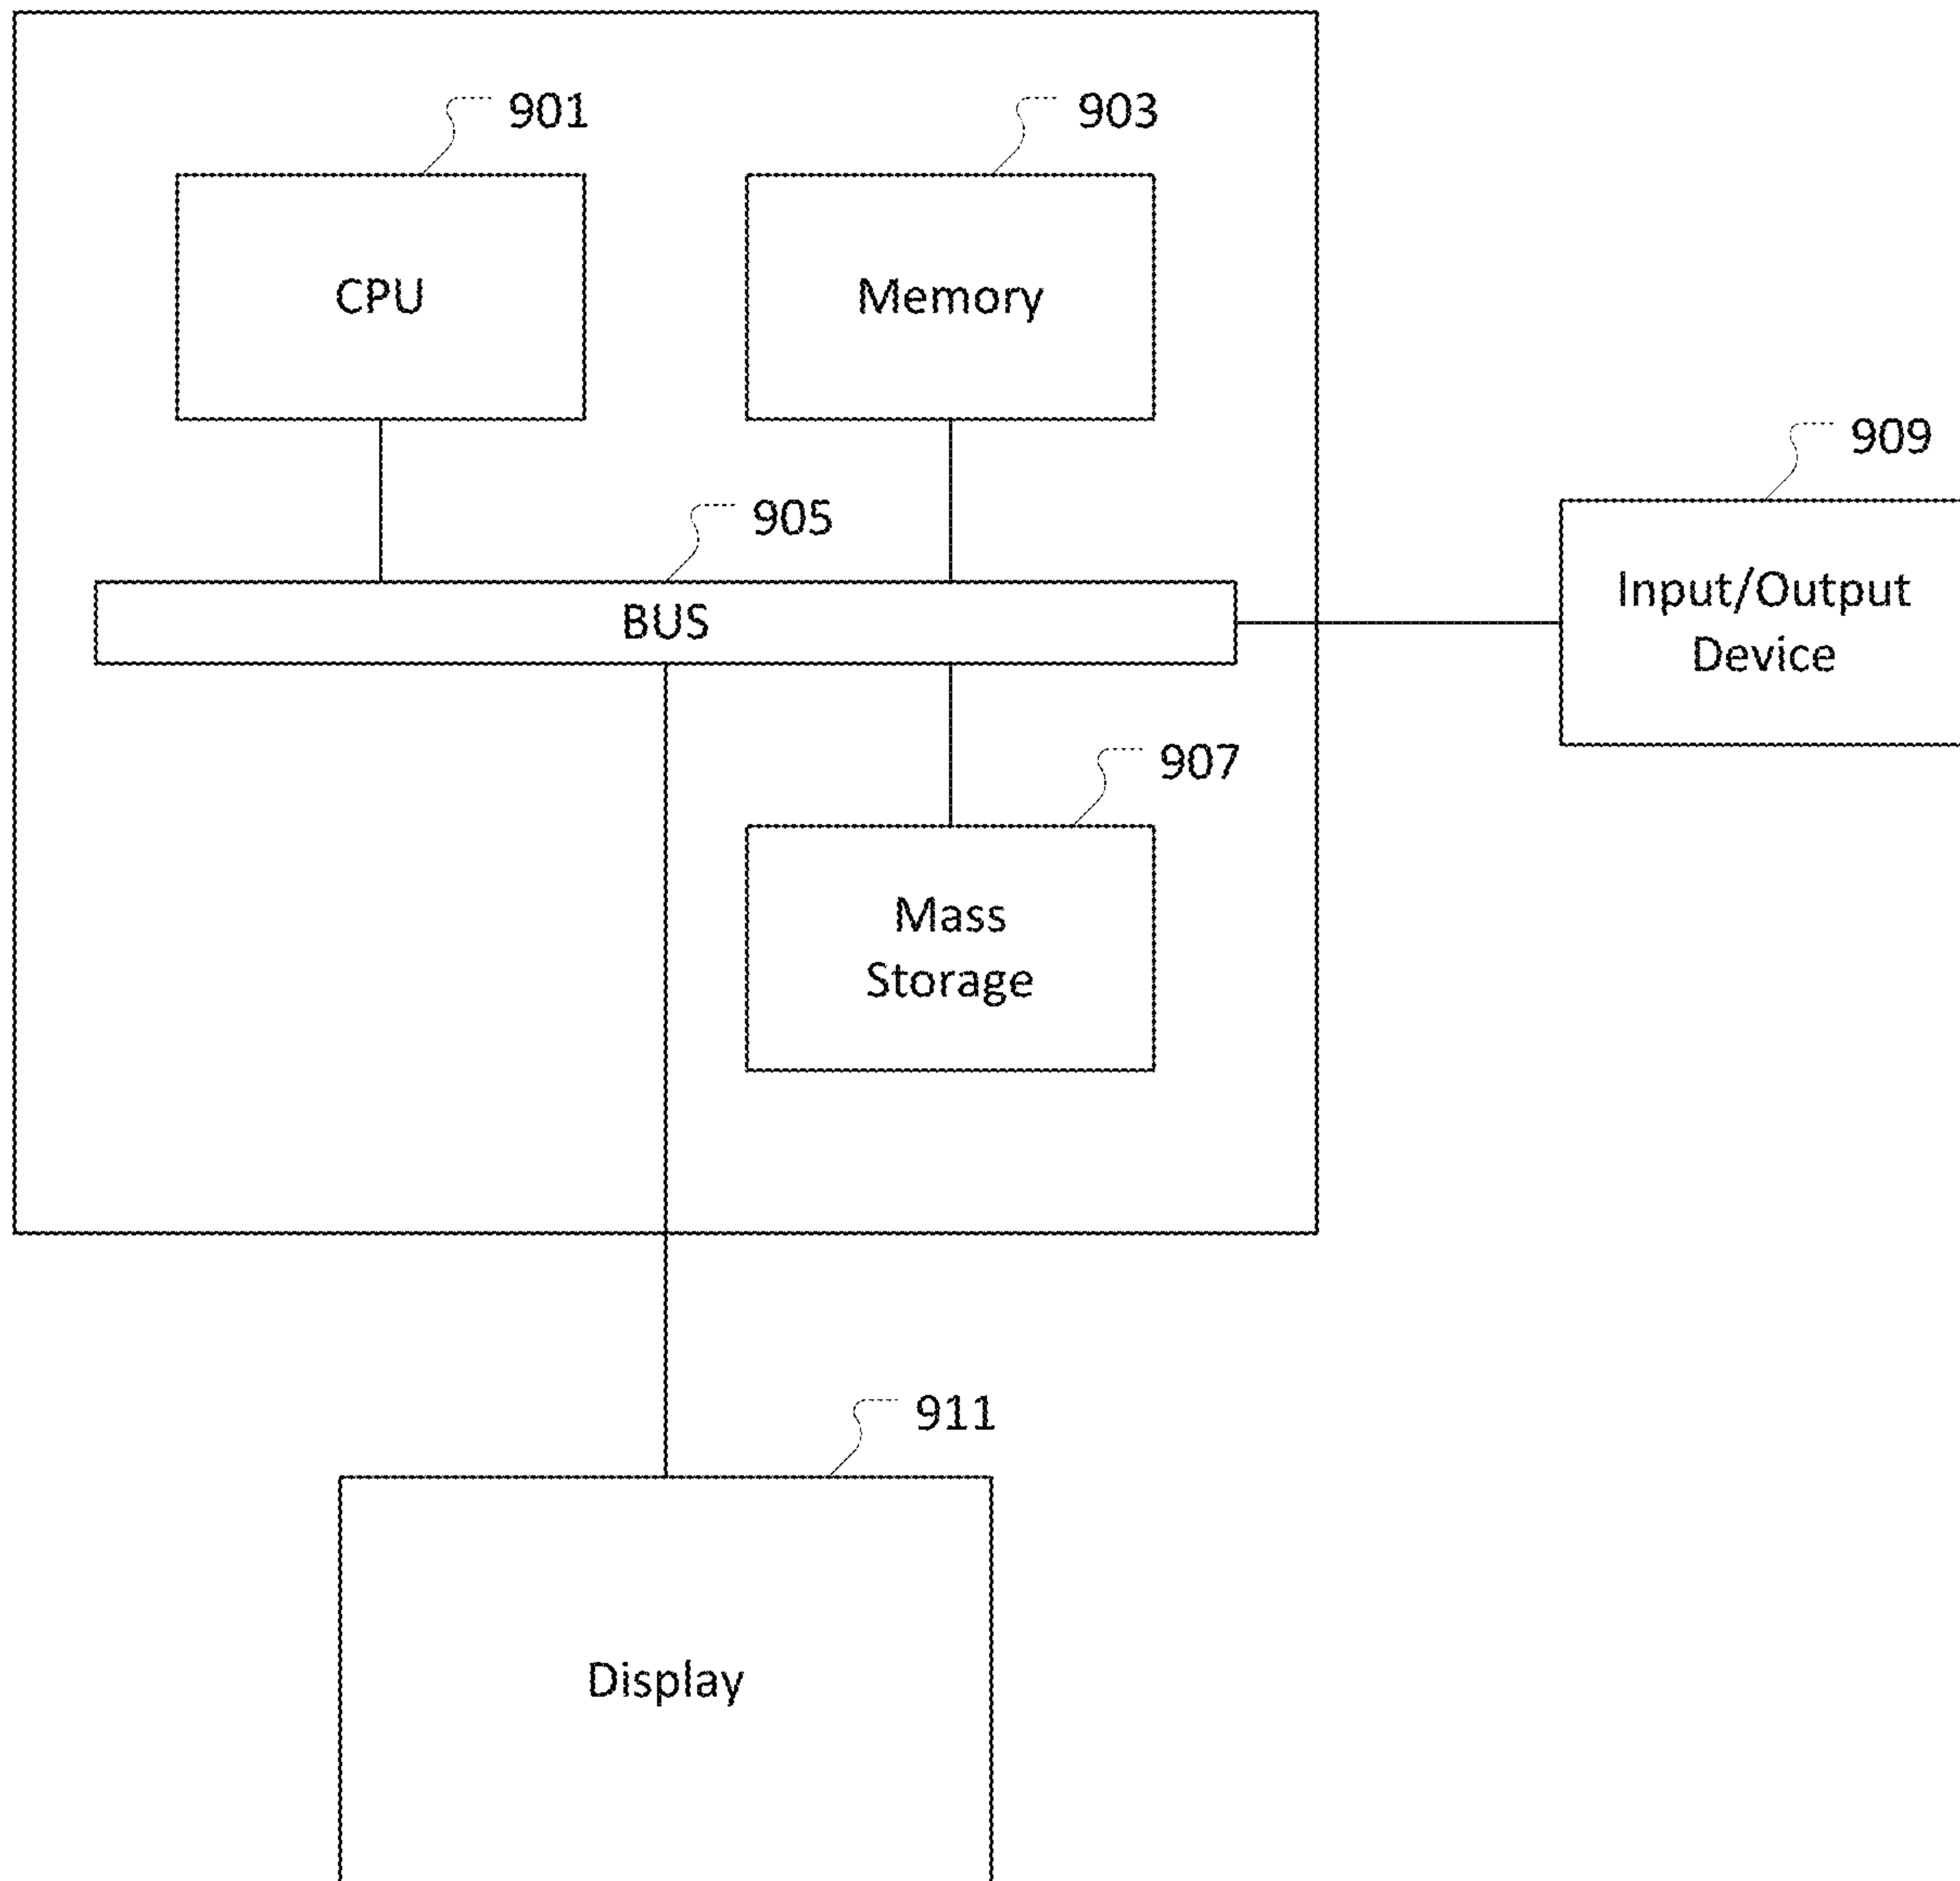 901
903
CPU
Memory
909
905
Input/Output
Device
BUS
907
Mass
Storage
911
Display